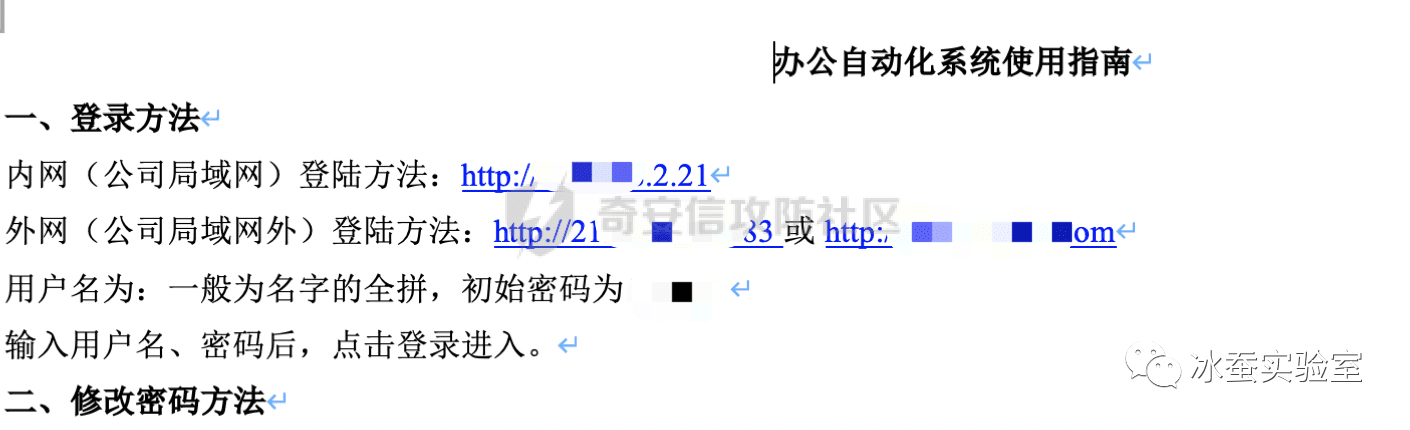 办公自动化系统使用指南
一、登录方法
内网（公司局域网）登陆方法：http:/ .2.21
外网（公司局域网外）登陆方法：http://21 83 或 http: om
用户名为：一般为名字的全拼，初始密码为
输入用户名、密码后，点击登录进入。
二、修改密码方法
奇安信攻防社区
冰蚕实验室